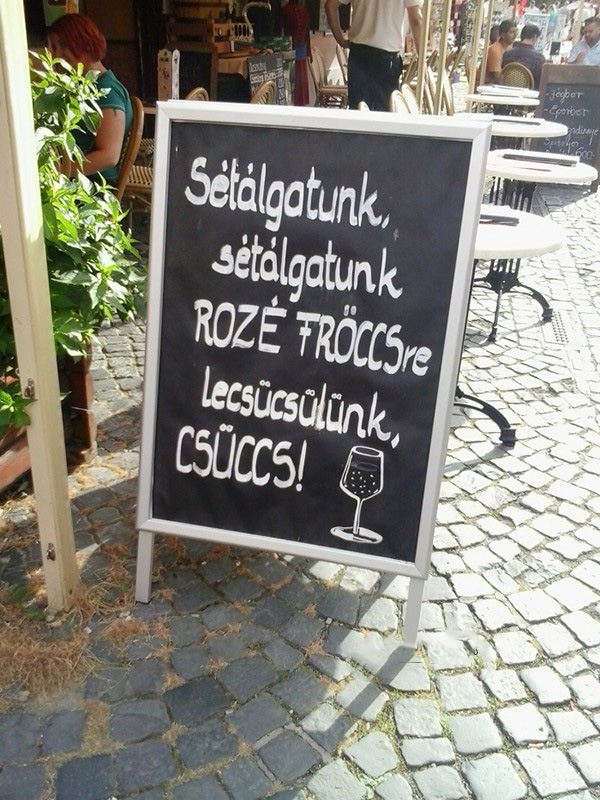 Sétálgatunk,
sétálgatunk
ROZÉ FRÖCCSre
lecsücsülünk,
CSÜCCS!